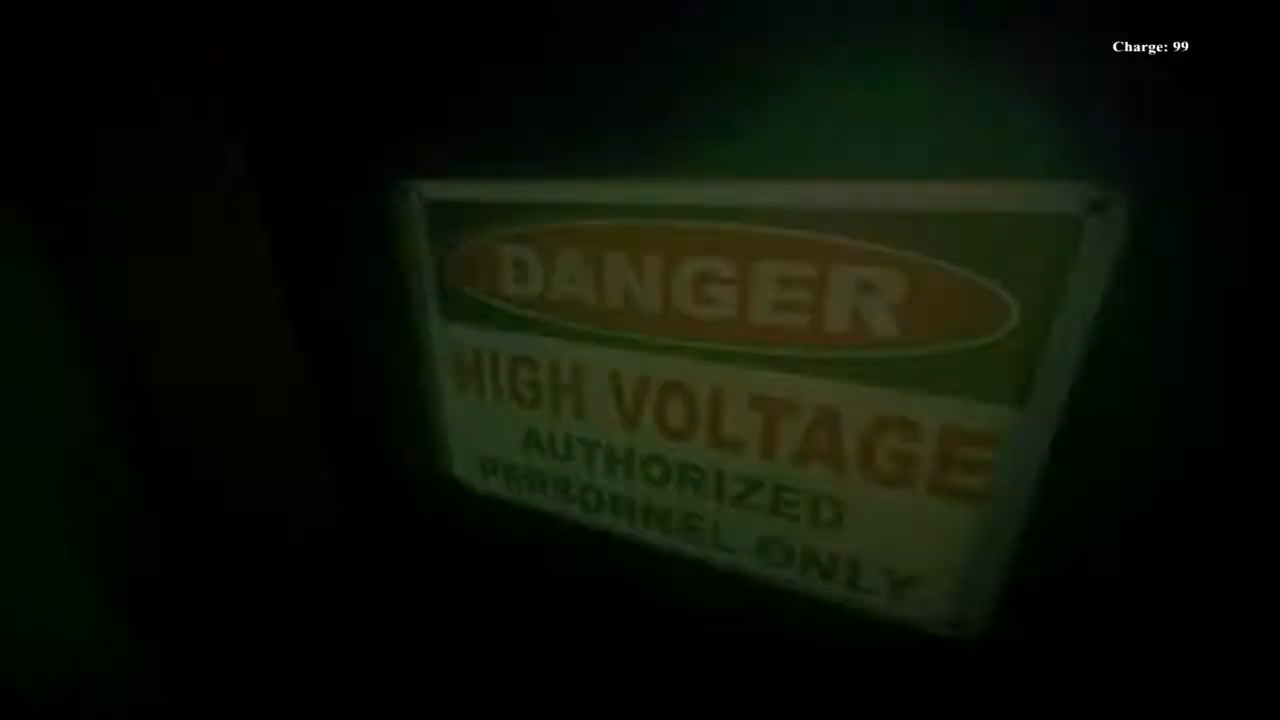 Charge: 99
DANGER
HIGH VOLTAGE
AUTHORIZED
PERSONNEL ONLY